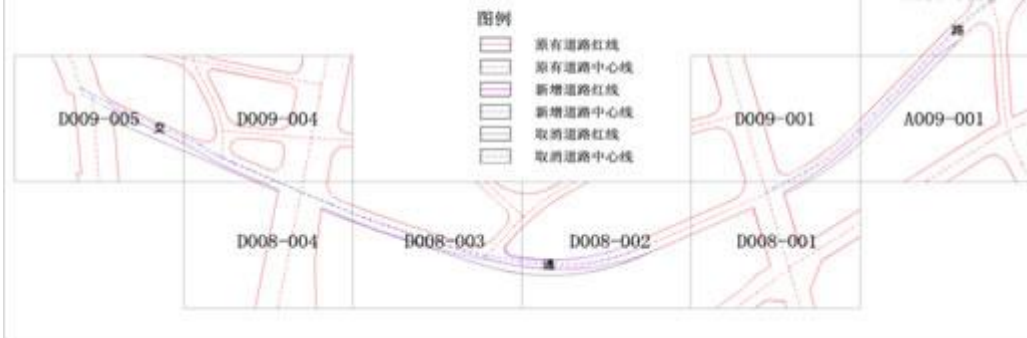 图例
原有道路红线
原有道路中心线
新增道路红线
新增道路中心线
取消道路红线
取消道路中心线
路
D009-005
交
D009-004
D009-001
A009-001
D008-004
D008-003
通
D008-002
D008-001